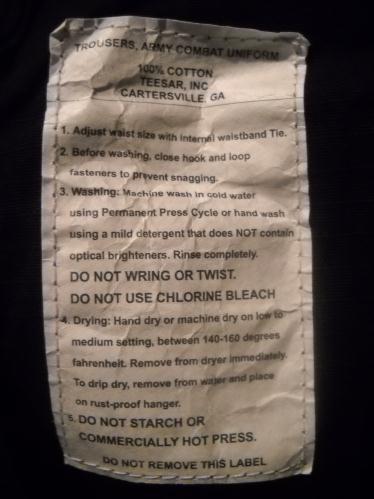 TROUSERS, ARMY COMBAT UNIFORM
100% COTTON
TEESAR, INC
CARTERSVILLE, GA
1. Adjust waist size with internal waistband Tie.
2. Before washing, close hook and loop
fasteners to prevent snagging.
3. Washing: Machine wash in cold water
using Permanent Press Cycle or hand wash
using a mild detergent that does NOT contain
optical brighteners. Rinse completely.
DO NOT WRING OR TWIST.
DO NOT USE CHLORINE BLEACH
4. Drying: Hand dry or machine dry on low to
medium setting, between 140-160 degrees
fahrenheit. Remove from dryer immediately.
To drip dry, remove from water and place
on rust-proof hanger.
5. DO NOT STARCH OR
COMMERCIALLY HOT PRESS.
DO NOT REMOVE THIS LABEL